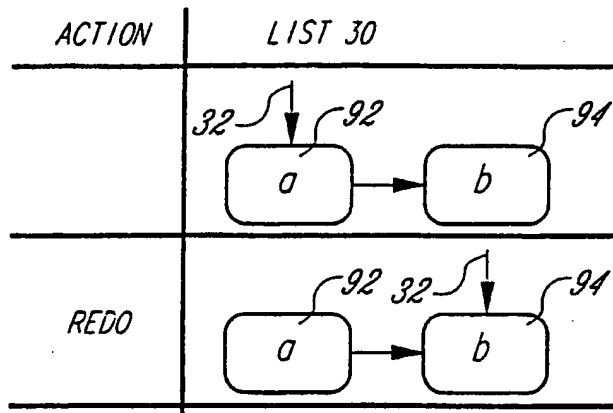 ACTION LIST 30
32 92 94
a b
92 32 94
REDO a b